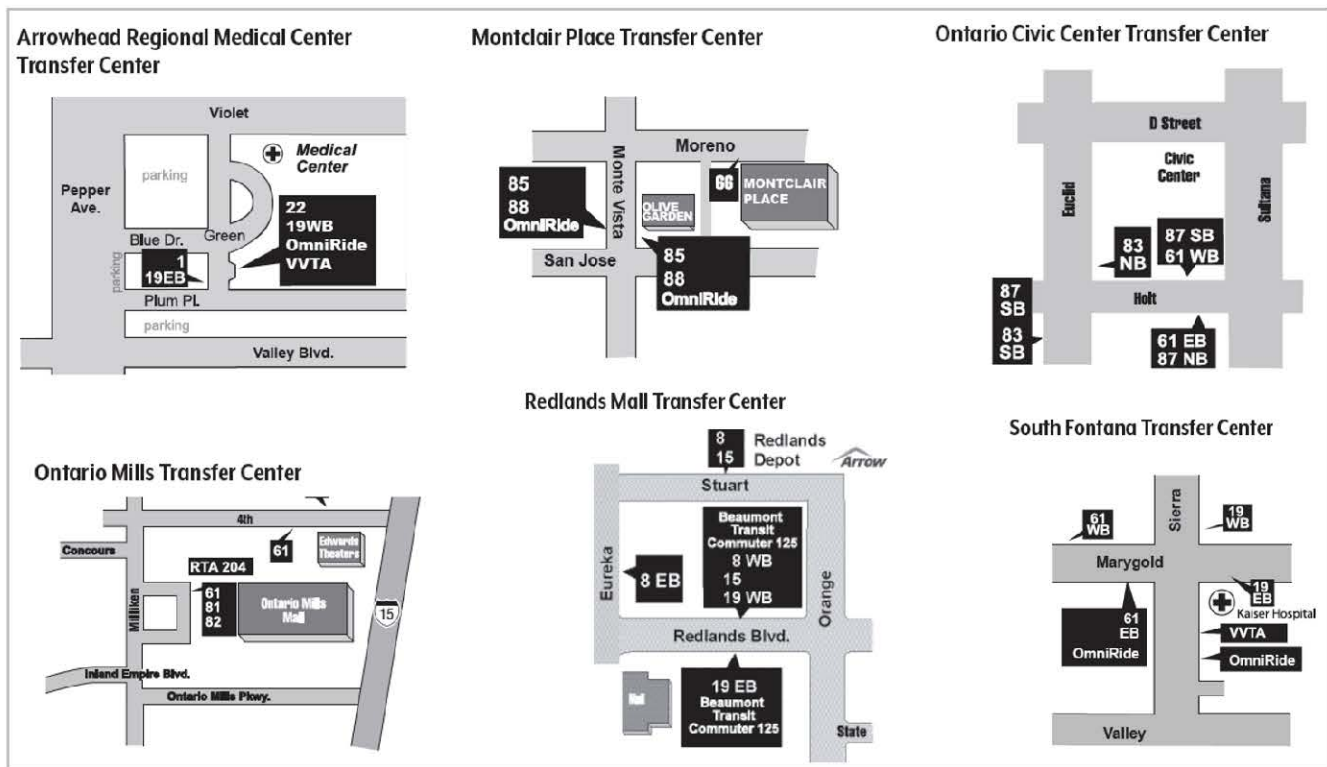 Arrowhead Regional Medical Center
Transfer Center
Violet
Medical
Center
parking
Pepper
Ave.
22
19WB
OmniRide
VVTA
Green
Blue Dr.
1
19EB
parking
Plum Pl.
parking
Valley Blvd.
Montclair Place Transfer Center
Moreno
Monte Vista
85
88
OmniRide
66
MONTCLAIR
PLACE
OLIVE
GARDEN
San Jose
85
88
OmniRide
Ontario Civic Center Transfer Center
D Street
Civic
Center
Euclid
Sultana
83
NB
87 SB
61 WB
Holt
87
SB
83
SB
61 EB
87 NB
Ontario Mills Transfer Center
4th
Concours
61
Edwards
Theaters
RTA 204
61
81
82
Ontario Mills
Mall
Milliken
15
Inland Empire Blvd.
Ontario Mills Pkwy.
Redlands Mall Transfer Center
8
15
Redlands
Depot
Arrow
Stuart
Beaumont
Transit
Commuter 125
8 WB
15
19 WB
8 EB
Eureka
Orange
Redlands Blvd.
19 EB
Beaumont
Transit
Commuter 125
Mall
State
South Fontana Transfer Center
Sierra
61
WB
19
WB
Marygold
19
EB
Kaiser Hospital
61
EB
OmniRide
VVTA
OmniRide
Valley